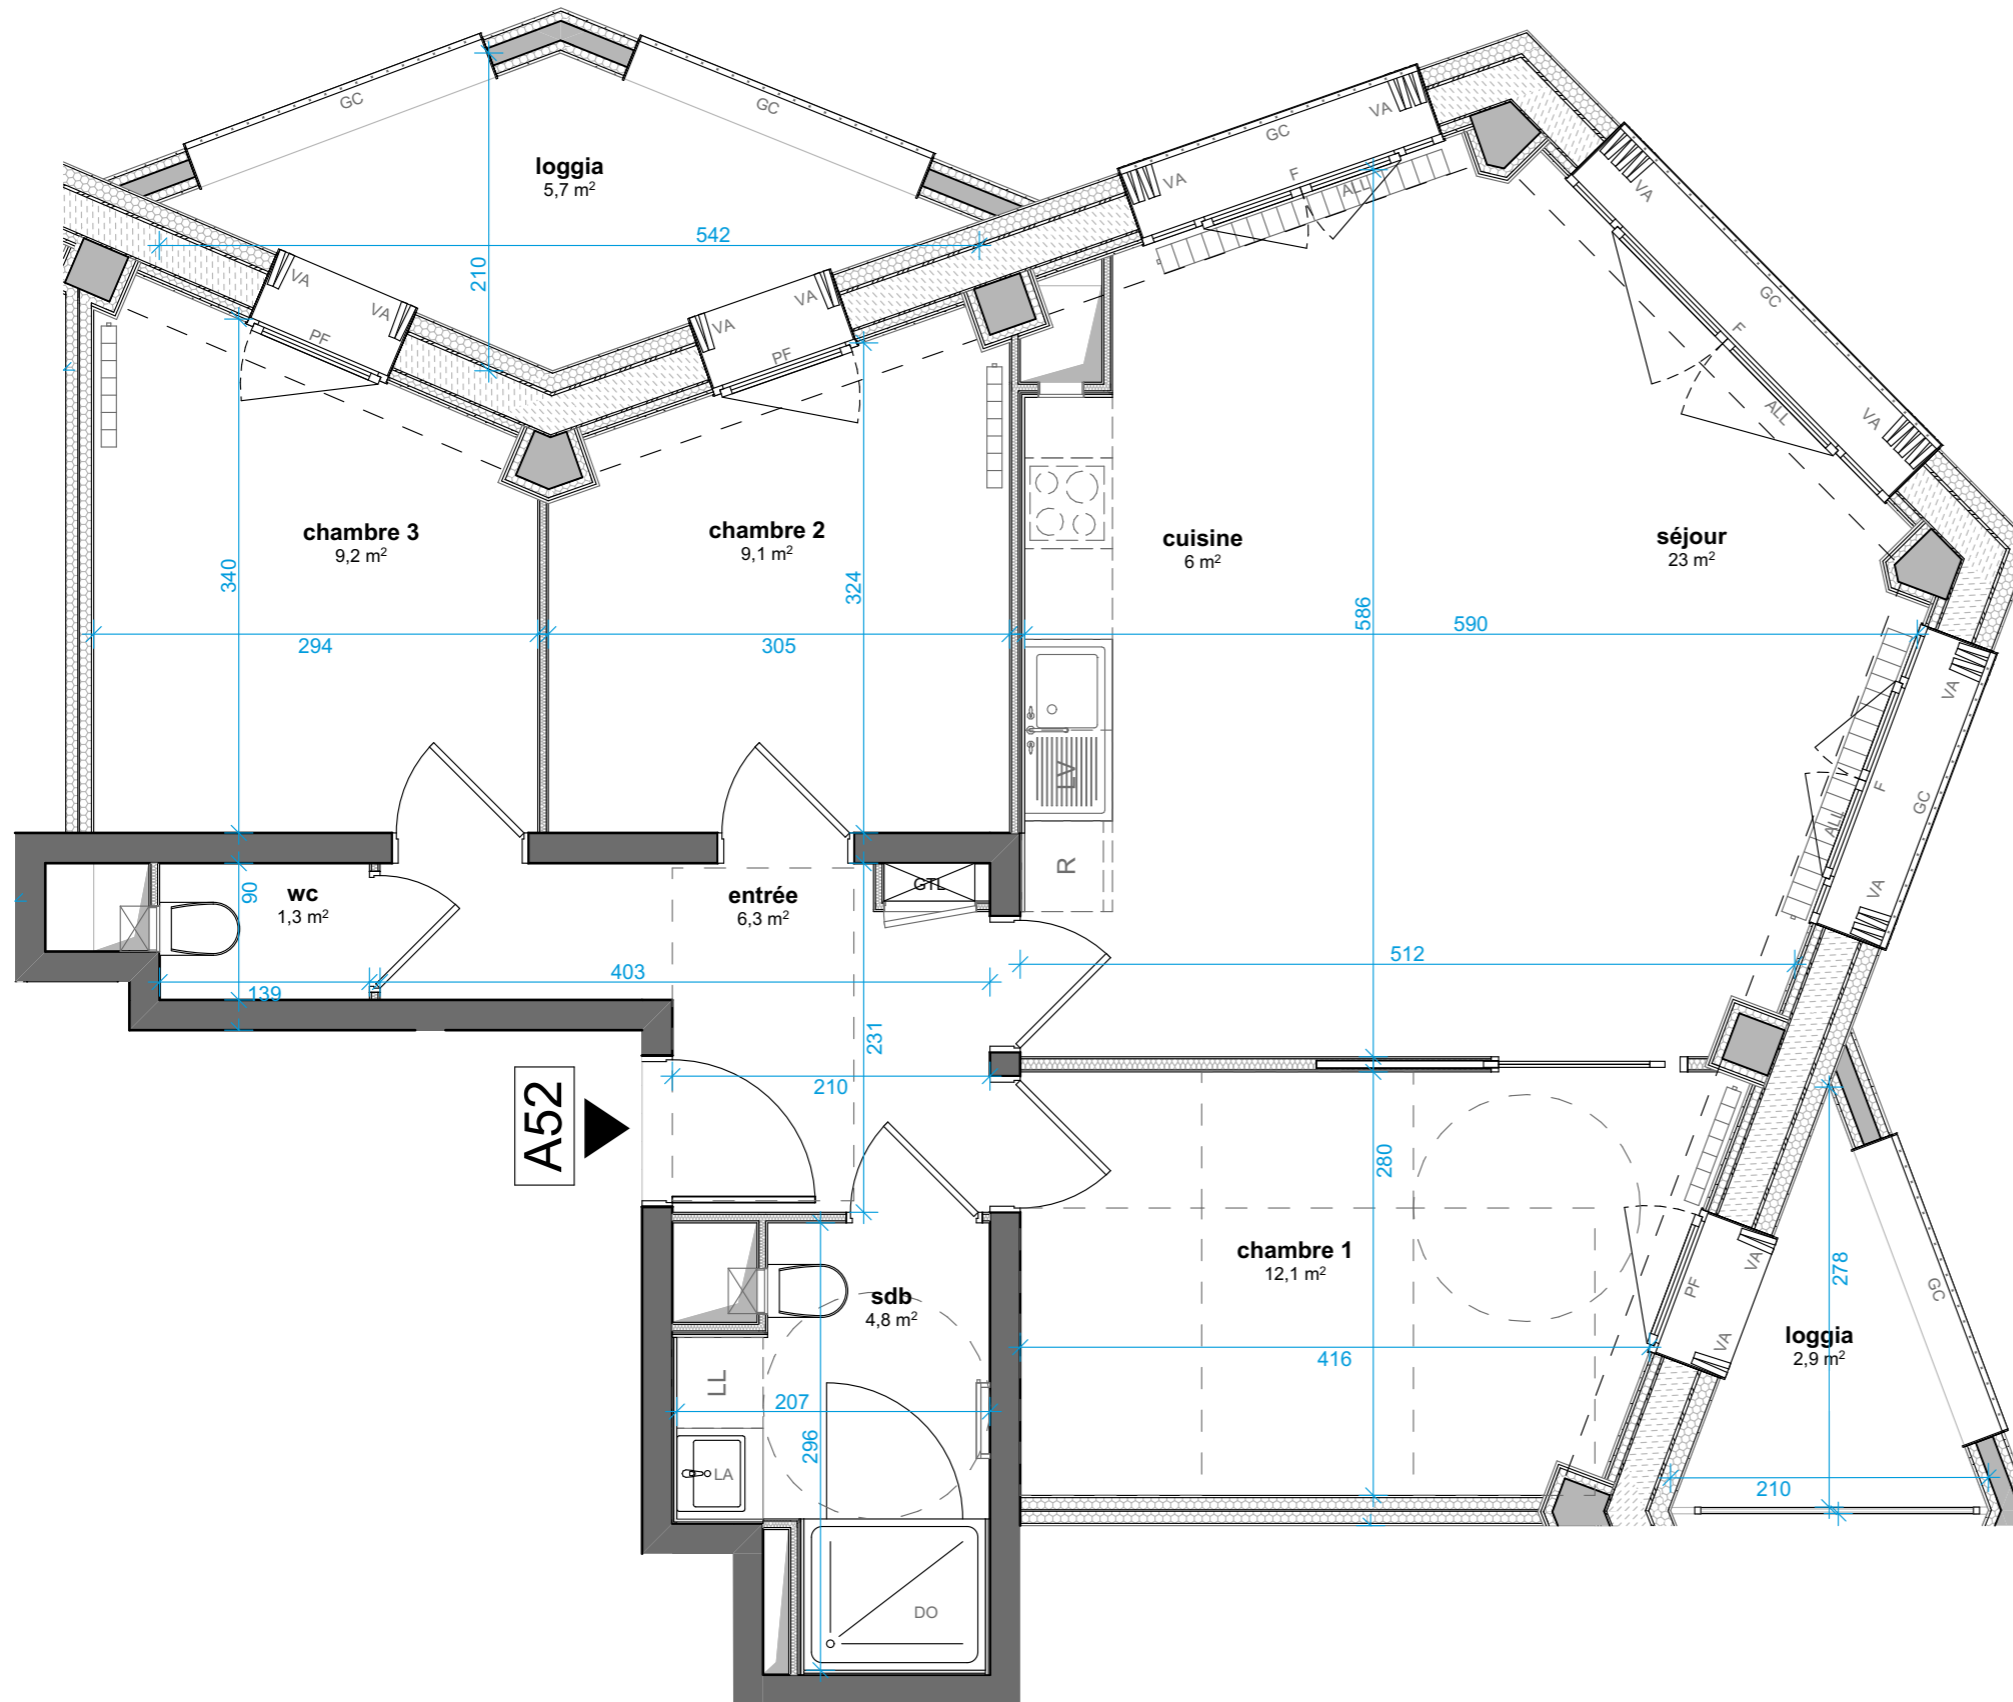 GC
GC
loggia
5,7 m²
542
210
VA
VA
VA
VA
PF
PF
GC
VA
VA
F
ALL
VA
GC
F
ALL
VA
chambre 3
9,2 m²
chambre 2
9,1 m²
cuisine
6 m²
séjour
23 m²
340
324
586
294
305
590
LV
R
VA
F
GC
ALL
VA
wc
1,3 m²
90
139
403
entrée
6,3 m²
GTL
512
231
210
A52
280
chambre 1
12,1 m²
416
sdb
4,8 m²
LL
207
296
LA
DO
PF
VA
VA
278
GC
loggia
2,9 m²
210